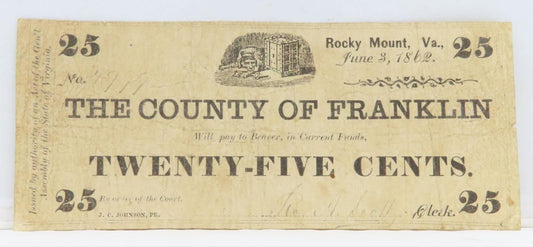 25
Rocky Mount, Va.,
25
June 3, 1862.
No.
THE COUNTY OF FRANKLIN
Will pay to Bearer, in Current Funds,
TWENTY-FIVE CENTS.
25
By order of the Court.
Clerk.
25
J. C. JOHNSON, PR.
Issued by authority of an Act of the Gen'l
Assembly of the State of Virginia.